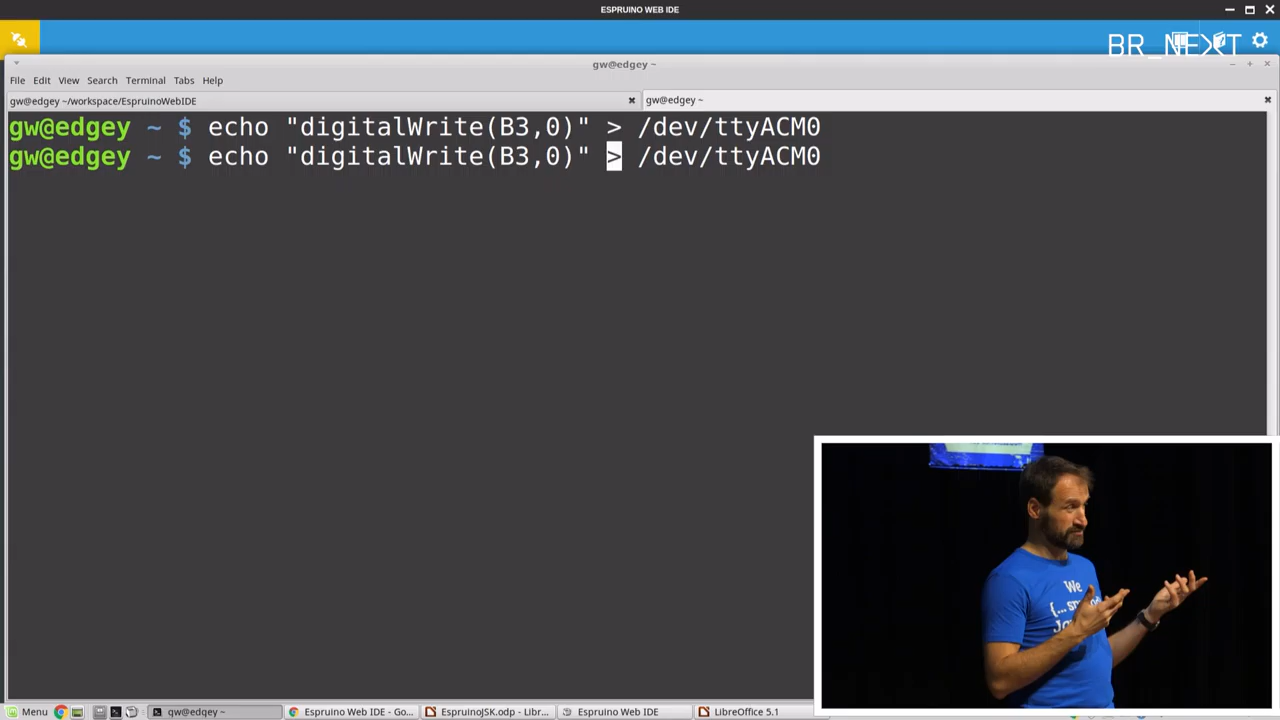 ESPRUINO WEB IDE
BR_NEXT
gw@edgey ~
File Edit View Search Terminal Tabs Help
gw@edgey ~/workspace/EspruinoWebIDE
gw@edgey ~
gw@edgey ~ $ echo "digitalWrite(B3,0)" > /dev/ttyACM0
gw@edgey ~ $ echo "digitalWrite(B3,0)" > /dev/ttyACM0
We
{...
Menu
gw@edgey ~
Espruino Web IDE - Go...
EspruinoJSK.odp - Libr...
Espruino Web IDE
LibreOffice 5.1